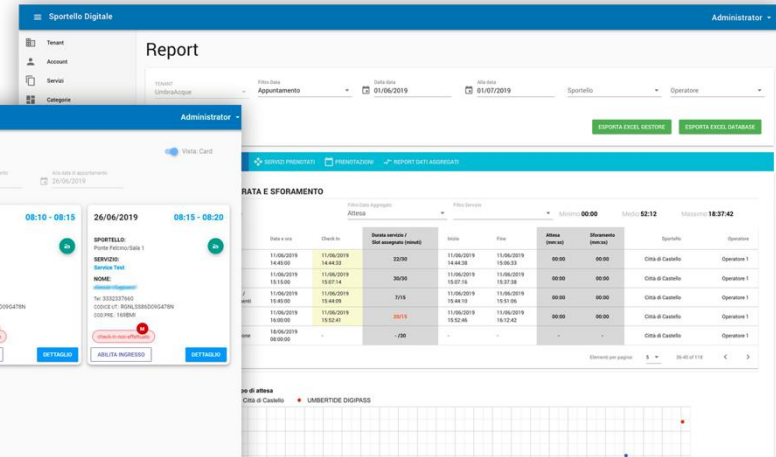 Sportello Digitale
Administrator
Tenant
Account
Servizi
Categorie
Report
TENANT
UmbraAcque
Filtro Data
Appuntamento
Dalla data
01/06/2019
Alla data
01/07/2019
Sportello
Operatore
ESPORTA EXCEL GESTORE
ESPORTA EXCEL DATABASE
SERVIZI PRENOTATI
PRENOTAZIONI
REPORT DATI AGGREGATI
RATA E SFORAMENTO
Filtro Dato Aggregato
Attesa
Filtro Servizio
Minimo 00:00
Medio 52:12
Massimo 18:37:42
Data e ora
Check In
Durata servizio /
Slot assegnato (minuti)
Inizio
Fine
Attesa
(mm:ss)
Sforamento
(mm:ss)
Sportello
Operatore
11/06/2019
14:45:00
11/06/2019
14:44:33
22/30
11/06/2019
14:44:38
11/06/2019
15:06:33
00:00
00:00
Città di Castello
Operatore 1
11/06/2019
15:15:00
11/06/2019
15:07:14
30/30
11/06/2019
15:07:16
11/06/2019
15:37:38
00:00
00:00
Città di Castello
Operatore 1
11/06/2019
15:45:00
11/06/2019
15:44:09
7/15
11/06/2019
15:44:10
11/06/2019
15:51:06
00:00
00:00
Città di Castello
Operatore 1
11/06/2019
16:00:00
11/06/2019
15:52:41
20/15
11/06/2019
15:52:46
11/06/2019
16:12:42
00:00
00:00
Città di Castello
Operatore 1
18/06/2019
08:00:00
-
- /30
-
-
-
-
Città di Castello
Operatore 1
Elementi per pagina:
5
36-40 of 118
po di attesa
Città di Castello
UMBERTIDE DIGIPASS
Administrator
Vista: Card
26/06/2019
08:10 - 08:15
26/06/2019
08:15 - 08:20
SPORTELLO:
Ponte Felcino/Sala 1
SERVIZIO:
Service Test
NOME:
Tel: 3332337660
CODICE UT.: RGNLSS86D09G478N
COD.PRE.: 169BMI
D09G478N
M
check-in non effettuato
DETTAGLIO
ABILITA INGRESSO
DETTAGLIO